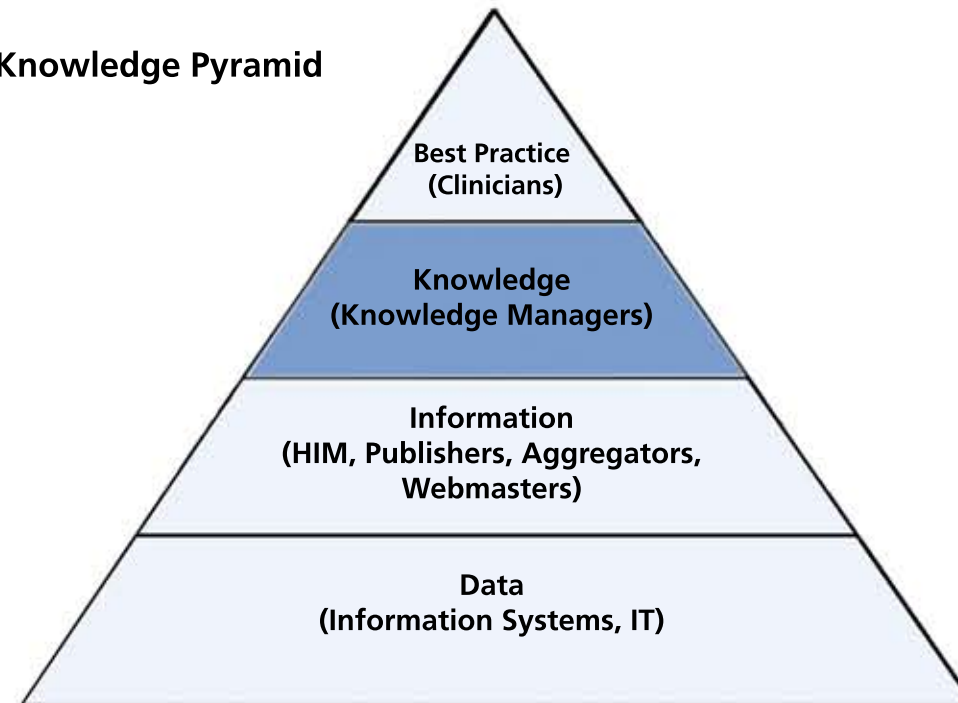 Knowledge Pyramid
Best Practice
(Clinicians)
Knowledge
(Knowledge Managers)
Information
(HIM, Publishers, Aggregators,
Webmasters)
Data
(Information Systems, IT)